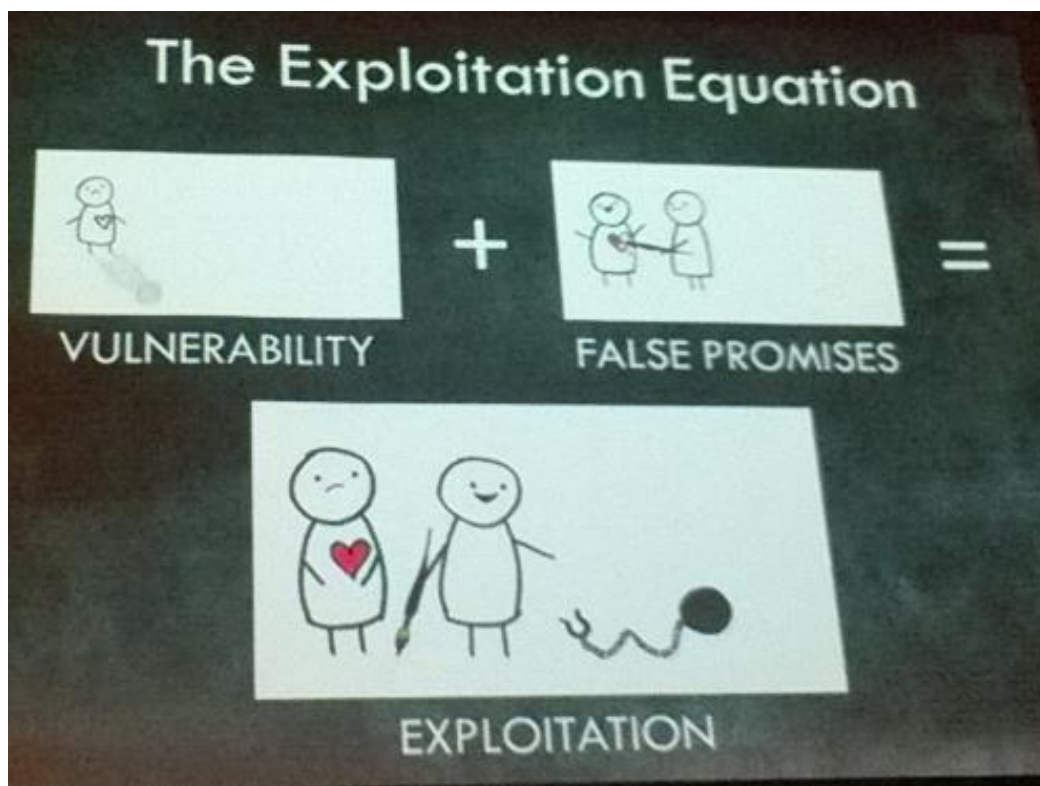 The Exploitation Equation
+
=
VULNERABILITY
FALSE PROMISES
EXPLOITATION